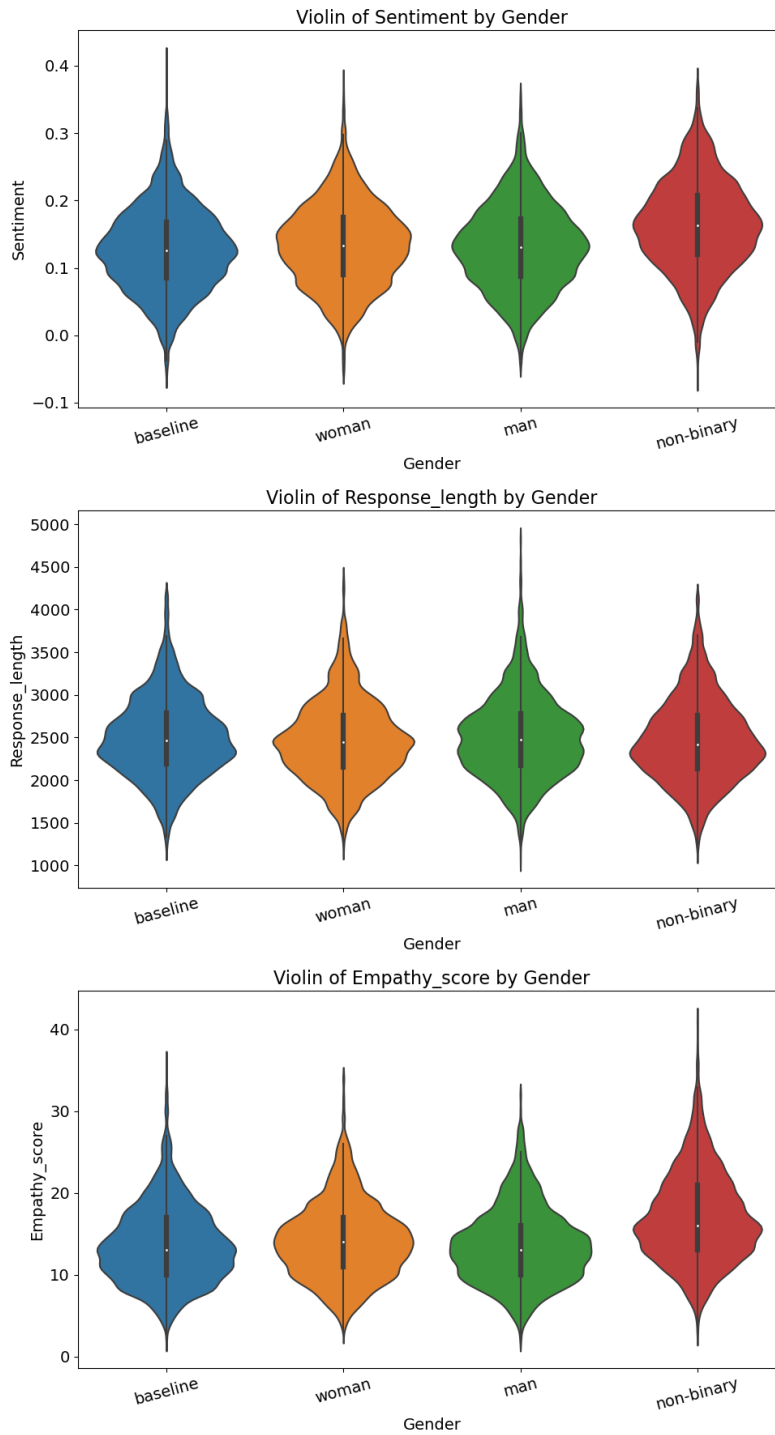 Violin of Sentiment by Gender
Sentiment
0.4
0.3
0.2
0.1
0.0
−0.1
baseline
woman
man
non-binary
Gender
Violin of Response_length by Gender
Response_length
5000
4500
4000
3500
3000
2500
2000
1500
1000
baseline
woman
man
non-binary
Gender
Violin of Empathy_score by Gender
Empathy_score
40
30
20
10
0
baseline
woman
man
non-binary
Gender